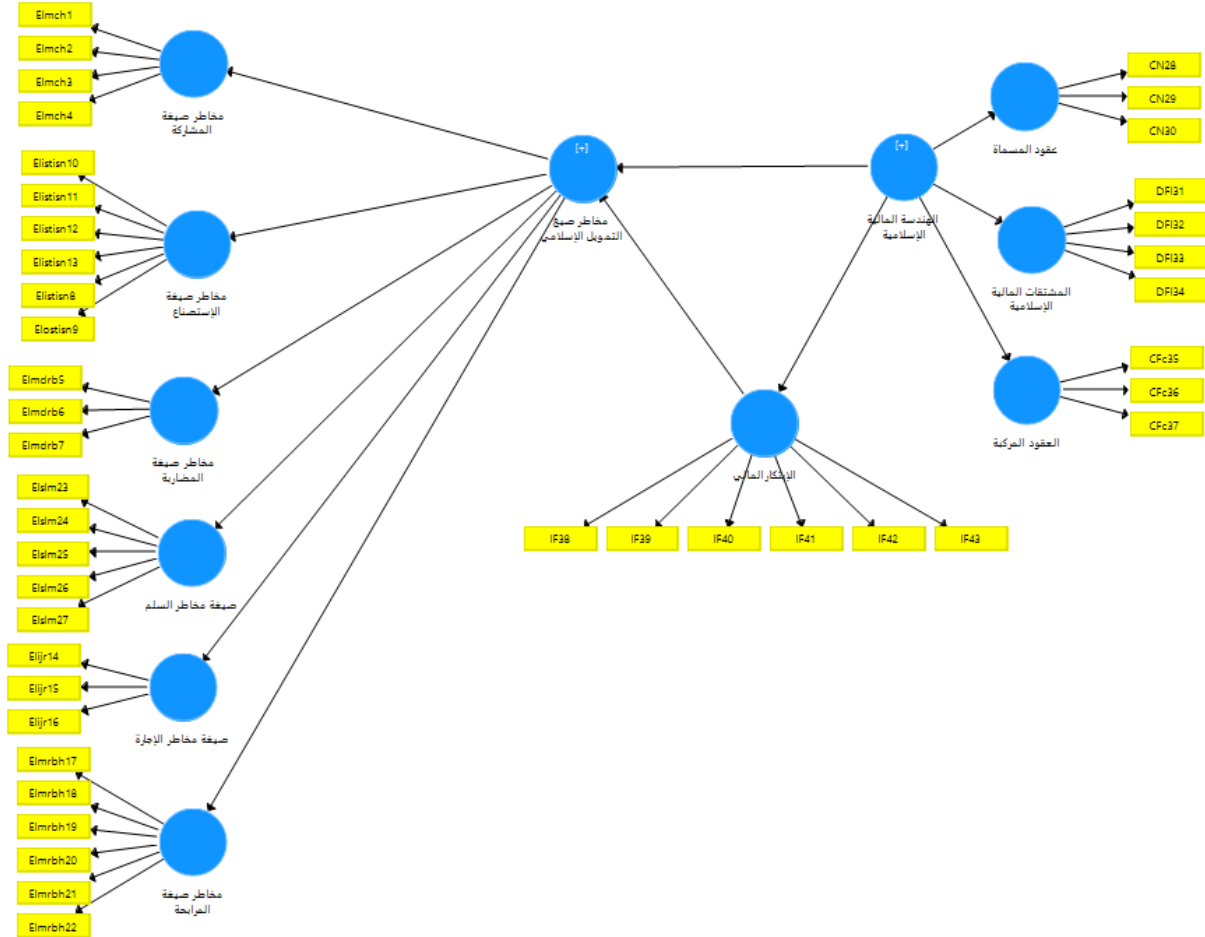 Elmch1
Elmch2
Elmch3
Elmch4
مخاطر صيغة
المشاركة
Elistisn10
Elistisn11
Elistisn12
Elistisn13
Elistisn8
Elostisn9
مخاطر صيغة
الإستصناع
Elmdrb5
Elmdrb6
Elmdrb7
مخاطر صيغة
المضاربة
Elslm23
Elslm24
Elslm25
Elslm26
Elslm27
صيغة مخاطر السلم
Elijr14
Elijr15
Elijr16
صيغة مخاطر الإجارة
Elmrbh17
Elmrbh18
Elmrbh19
Elmrbh20
Elmrbh21
Elmrbh22
مخاطر صيغة
المرابحة
[+]
مخاطر صيغ
التمويل الإسلامي
[+]
الهندسة المالية
الإسلامية
الإبتكار المالي
IF38
IF39
IF40
IF41
IF42
IF43
عقود المسماة
CN28
CN29
CN30
المشتقات المالية
الإسلامية
DFI31
DFI32
DFI33
DFI34
العقود المركبة
CFc35
CFc36
CFc37